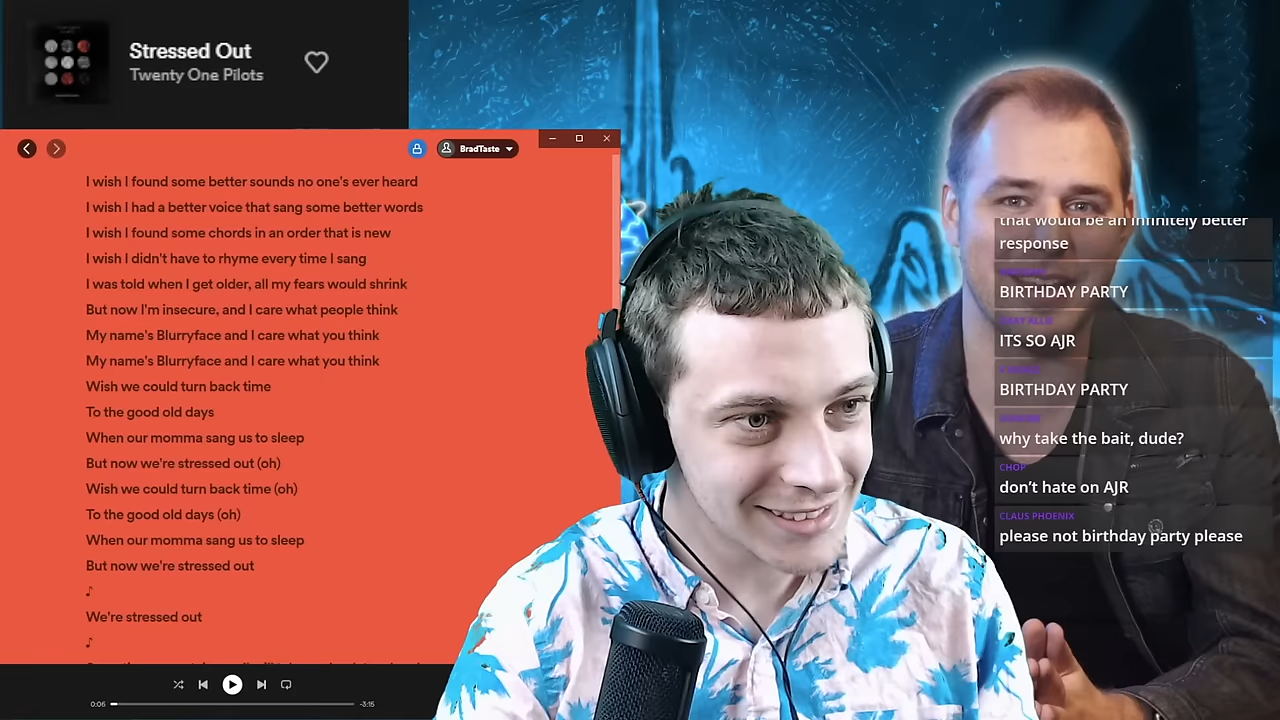 Stressed Out
Twenty One Pilots
BradTaste
I wish I found some better sounds no one's ever heard
I wish I had a better voice that sang some better words
I wish I found some chords in an order that is new
I wish I didn't have to rhyme every time I sang
I was told when I get older, all my fears would shrink
But now I'm insecure, and I care what people think
My name's Blurryface and I care what you think
My name's Blurryface and I care what you think
Wish we could turn back time
To the good old days
When our momma sang us to sleep
But now we're stressed out (oh)
Wish we could turn back time (oh)
To the good old days (oh)
When our momma sang us to sleep
But now we're stressed out
♪
We're stressed out
♪
0:06
-3:15
that would be an infinitely better
response
BIRTHDAY PARTY
ITS SO AJR
BIRTHDAY PARTY
why take the bait, dude?
CHOP
don't hate on AJR
CLAUS PHOENIX
please not birthday party please